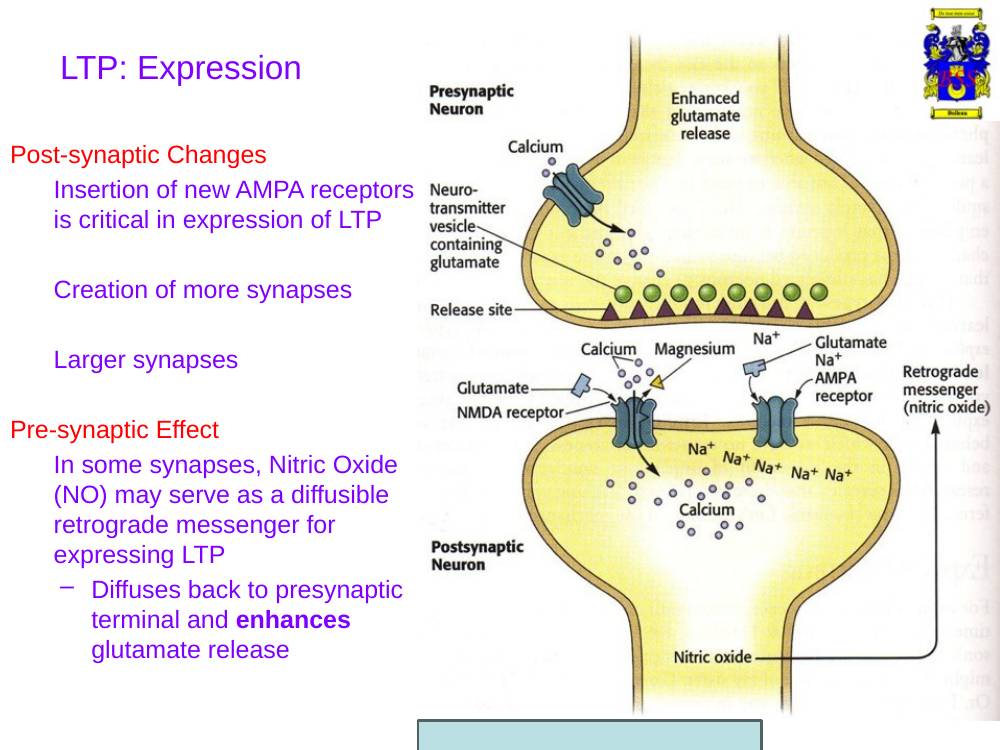 LTP: Expression
Post-synaptic Changes
Insertion of new AMPA receptors
is critical in expression of LTP
Creation of more synapses
Larger synapses
Pre-synaptic Effect
In some synapses, Nitric Oxide
(NO) may serve as a diffusible
retrograde messenger for
expressing LTP
– Diffuses back to presynaptic
terminal and enhances
glutamate release
Presynaptic
Neuron
Enhanced
glutamate
release
Calcium
Neuro-
transmitter
vesicle
containing
glutamate
Release site
Calcium
Magnesium
Na+
Glutamate
Na+
AMPA
receptor
Glutamate
NMDA receptor
Retrograde
messenger
(nitric oxide)
Na+ Na+ Na+ Na+ Na+
Calcium
Postsynaptic
Neuron
Nitric oxide